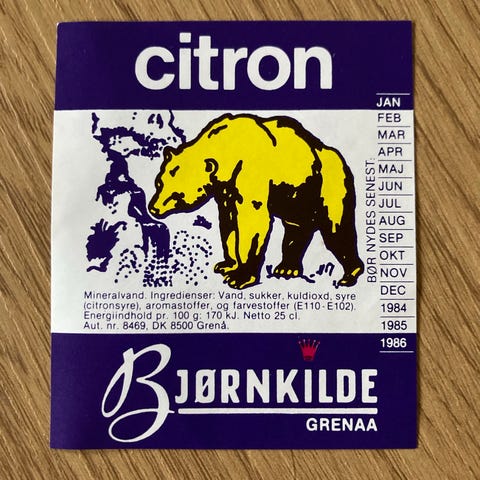 citron
JAN
FEB
MAR
APR
MAJ
JUN
JUL
AUG
SEP
OKT
NOV
DEC
1984
1985
1986
BØR NYDES SENEST:
Mineralvand. Ingredienser: Vand, sukker, kuldioxd, syre
(citronsyre), aromastoffer, og farvestoffer (E110-E102).
Energiindhold pr. 100 g: 170 kJ. Netto 25 cl.
Aut. nr. 8469, DK 8500 Grenå.
BJØRNKILDE
GRENAA